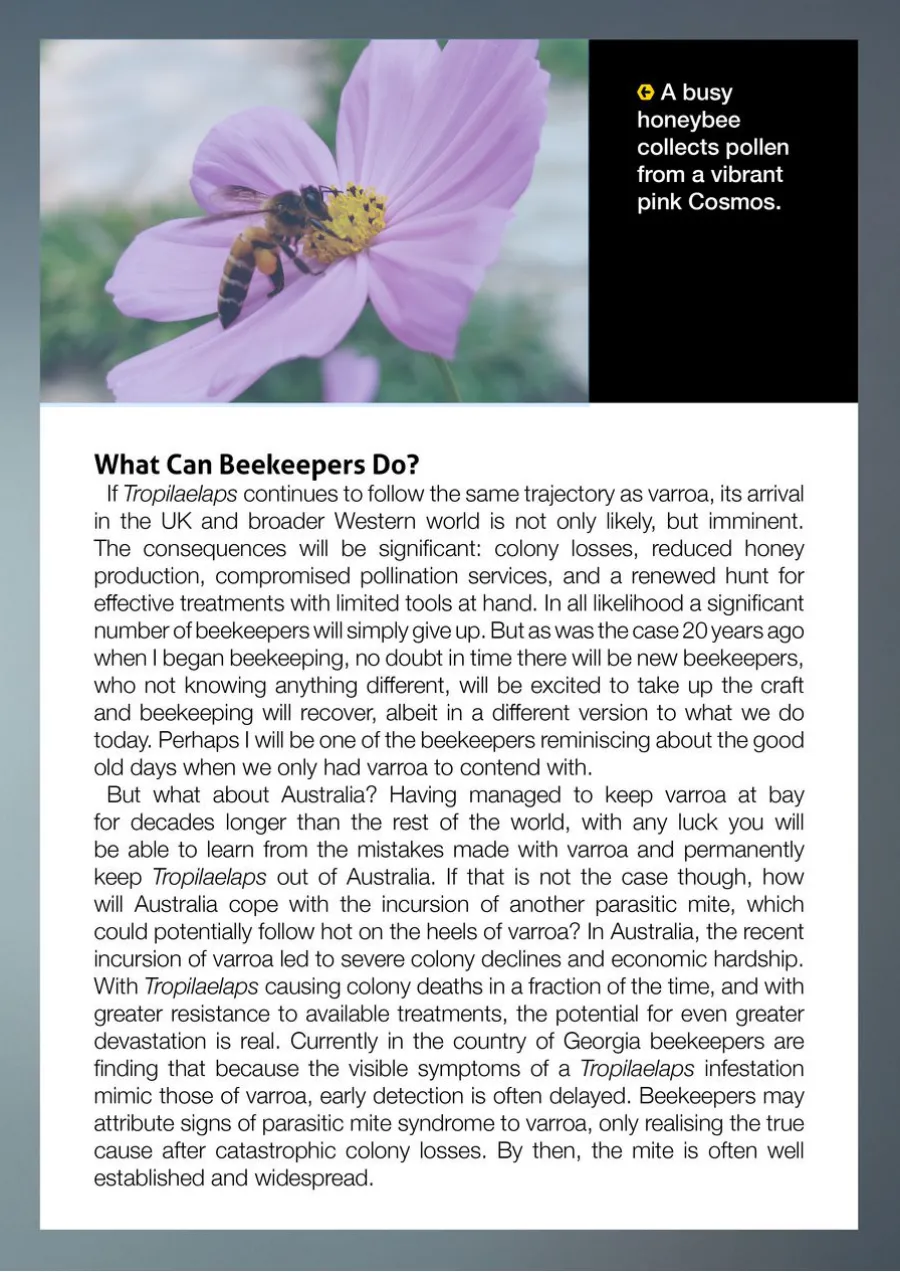 A busy
honeybee
collects pollen
from a vibrant
pink Cosmos.
What Can Beekeepers Do?
If Tropilaelaps continues to follow the same trajectory as varroa, its arrival
in the UK and broader Western world is not only likely, but imminent.
The consequences will be significant: colony losses, reduced honey
production, compromised pollination services, and a renewed hunt for
effective treatments with limited tools at hand. In all likelihood a significant
number of beekeepers will simply give up. But as was the case 20 years ago
when I began beekeeping, no doubt in time there will be new beekeepers,
who not knowing anything different, will be excited to take up the craft
and beekeeping will recover, albeit in a different version to what we do
today. Perhaps I will be one of the beekeepers reminiscing about the good
old days when we only had varroa to contend with.
But what about Australia? Having managed to keep varroa at bay
for decades longer than the rest of the world, with any luck you will
be able to learn from the mistakes made with varroa and permanently
keep Tropilaelaps out of Australia. If that is not the case though, how
will Australia cope with the incursion of another parasitic mite, which
could potentially follow hot on the heels of varroa? In Australia, the recent
incursion of varroa led to severe colony declines and economic hardship.
With Tropilaelaps causing colony deaths in a fraction of the time, and with
greater resistance to available treatments, the potential for even greater
devastation is real. Currently in the country of Georgia beekeepers are
finding that because the visible symptoms of a Tropilaelaps infestation
mimic those of varroa, early detection is often delayed. Beekeepers may
attribute signs of parasitic mite syndrome to varroa, only realising the true
cause after catastrophic colony losses. By then, the mite is often well
established and widespread.